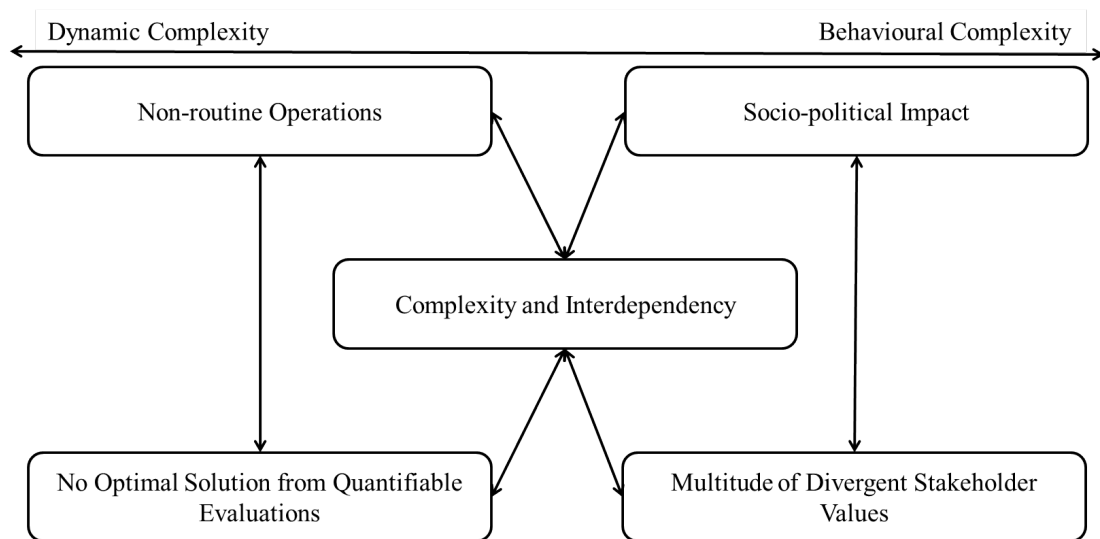 Dynamic Complexity
Behavioural Complexity
Non-routine Operations
Socio-political Impact
Complexity and Interdependency
No Optimal Solution from Quantifiable
Evaluations
Multitude of Divergent Stakeholder
Values